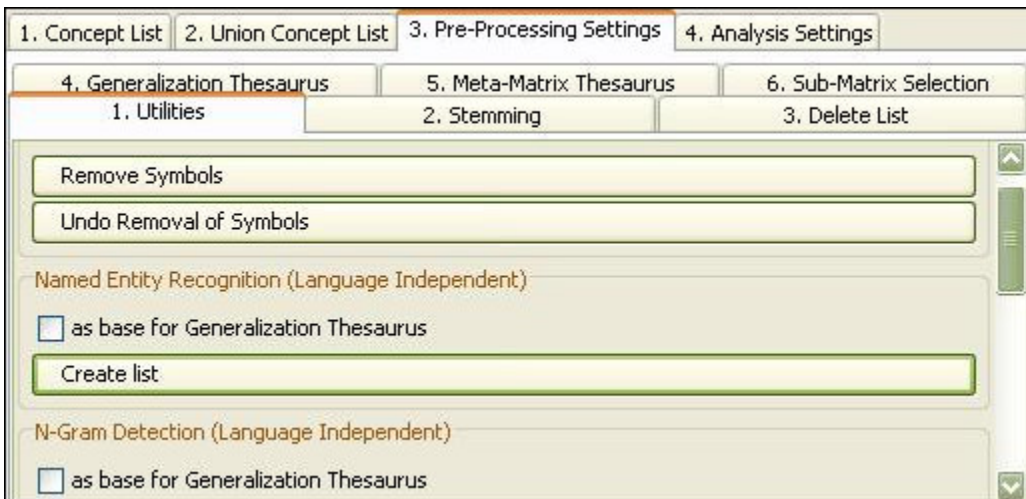 1. Concept List 2. Union Concept List 3. Pre-Processing Settings 4. Analysis Settings
4. Generalization Thesaurus 5. Meta-Matrix Thesaurus 6. Sub-Matrix Selection
1. Utilities 2. Stemming 3. Delete List
Remove Symbols
Undo Removal of Symbols
Named Entity Recognition (Language Independent)
as base for Generalization Thesaurus
Create list
N-Gram Detection (Language Independent)
as base for Generalization Thesaurus